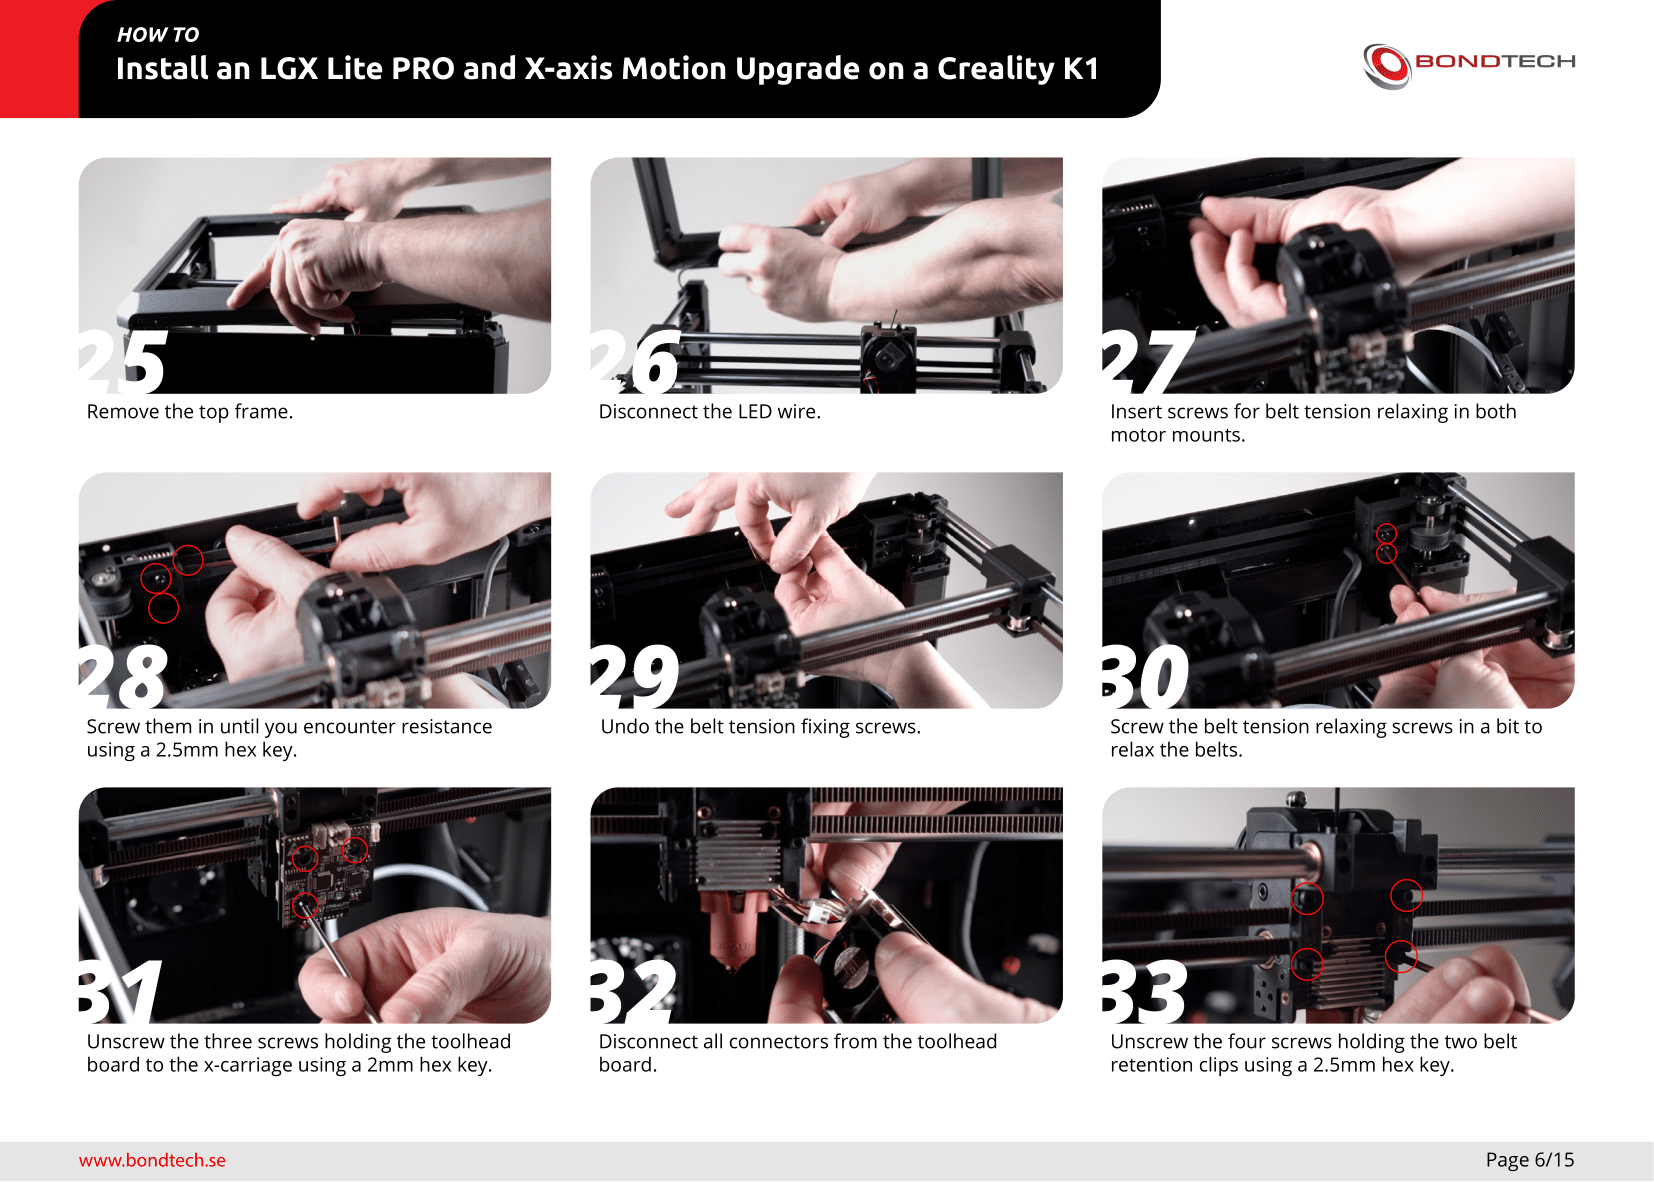 HOW TO
Install an LGX Lite PRO and X-axis Motion Upgrade on a Creality K1
BONDTECH
25
26
27
Remove the top frame.
Disconnect the LED wire.
Insert screws for belt tension relaxing in both
motor mounts.
28
29
30
Screw them in until you encounter resistance
using a 2.5mm hex key.
Undo the belt tension fixing screws.
Screw the belt tension relaxing screws in a bit to
relax the belts.
31
32
33
Unscrew the three screws holding the toolhead
board to the x-carriage using a 2mm hex key.
Disconnect all connectors from the toolhead
board.
Unscrew the four screws holding the two belt
retention clips using a 2.5mm hex key.
www.bondtech.se
Page 6/15